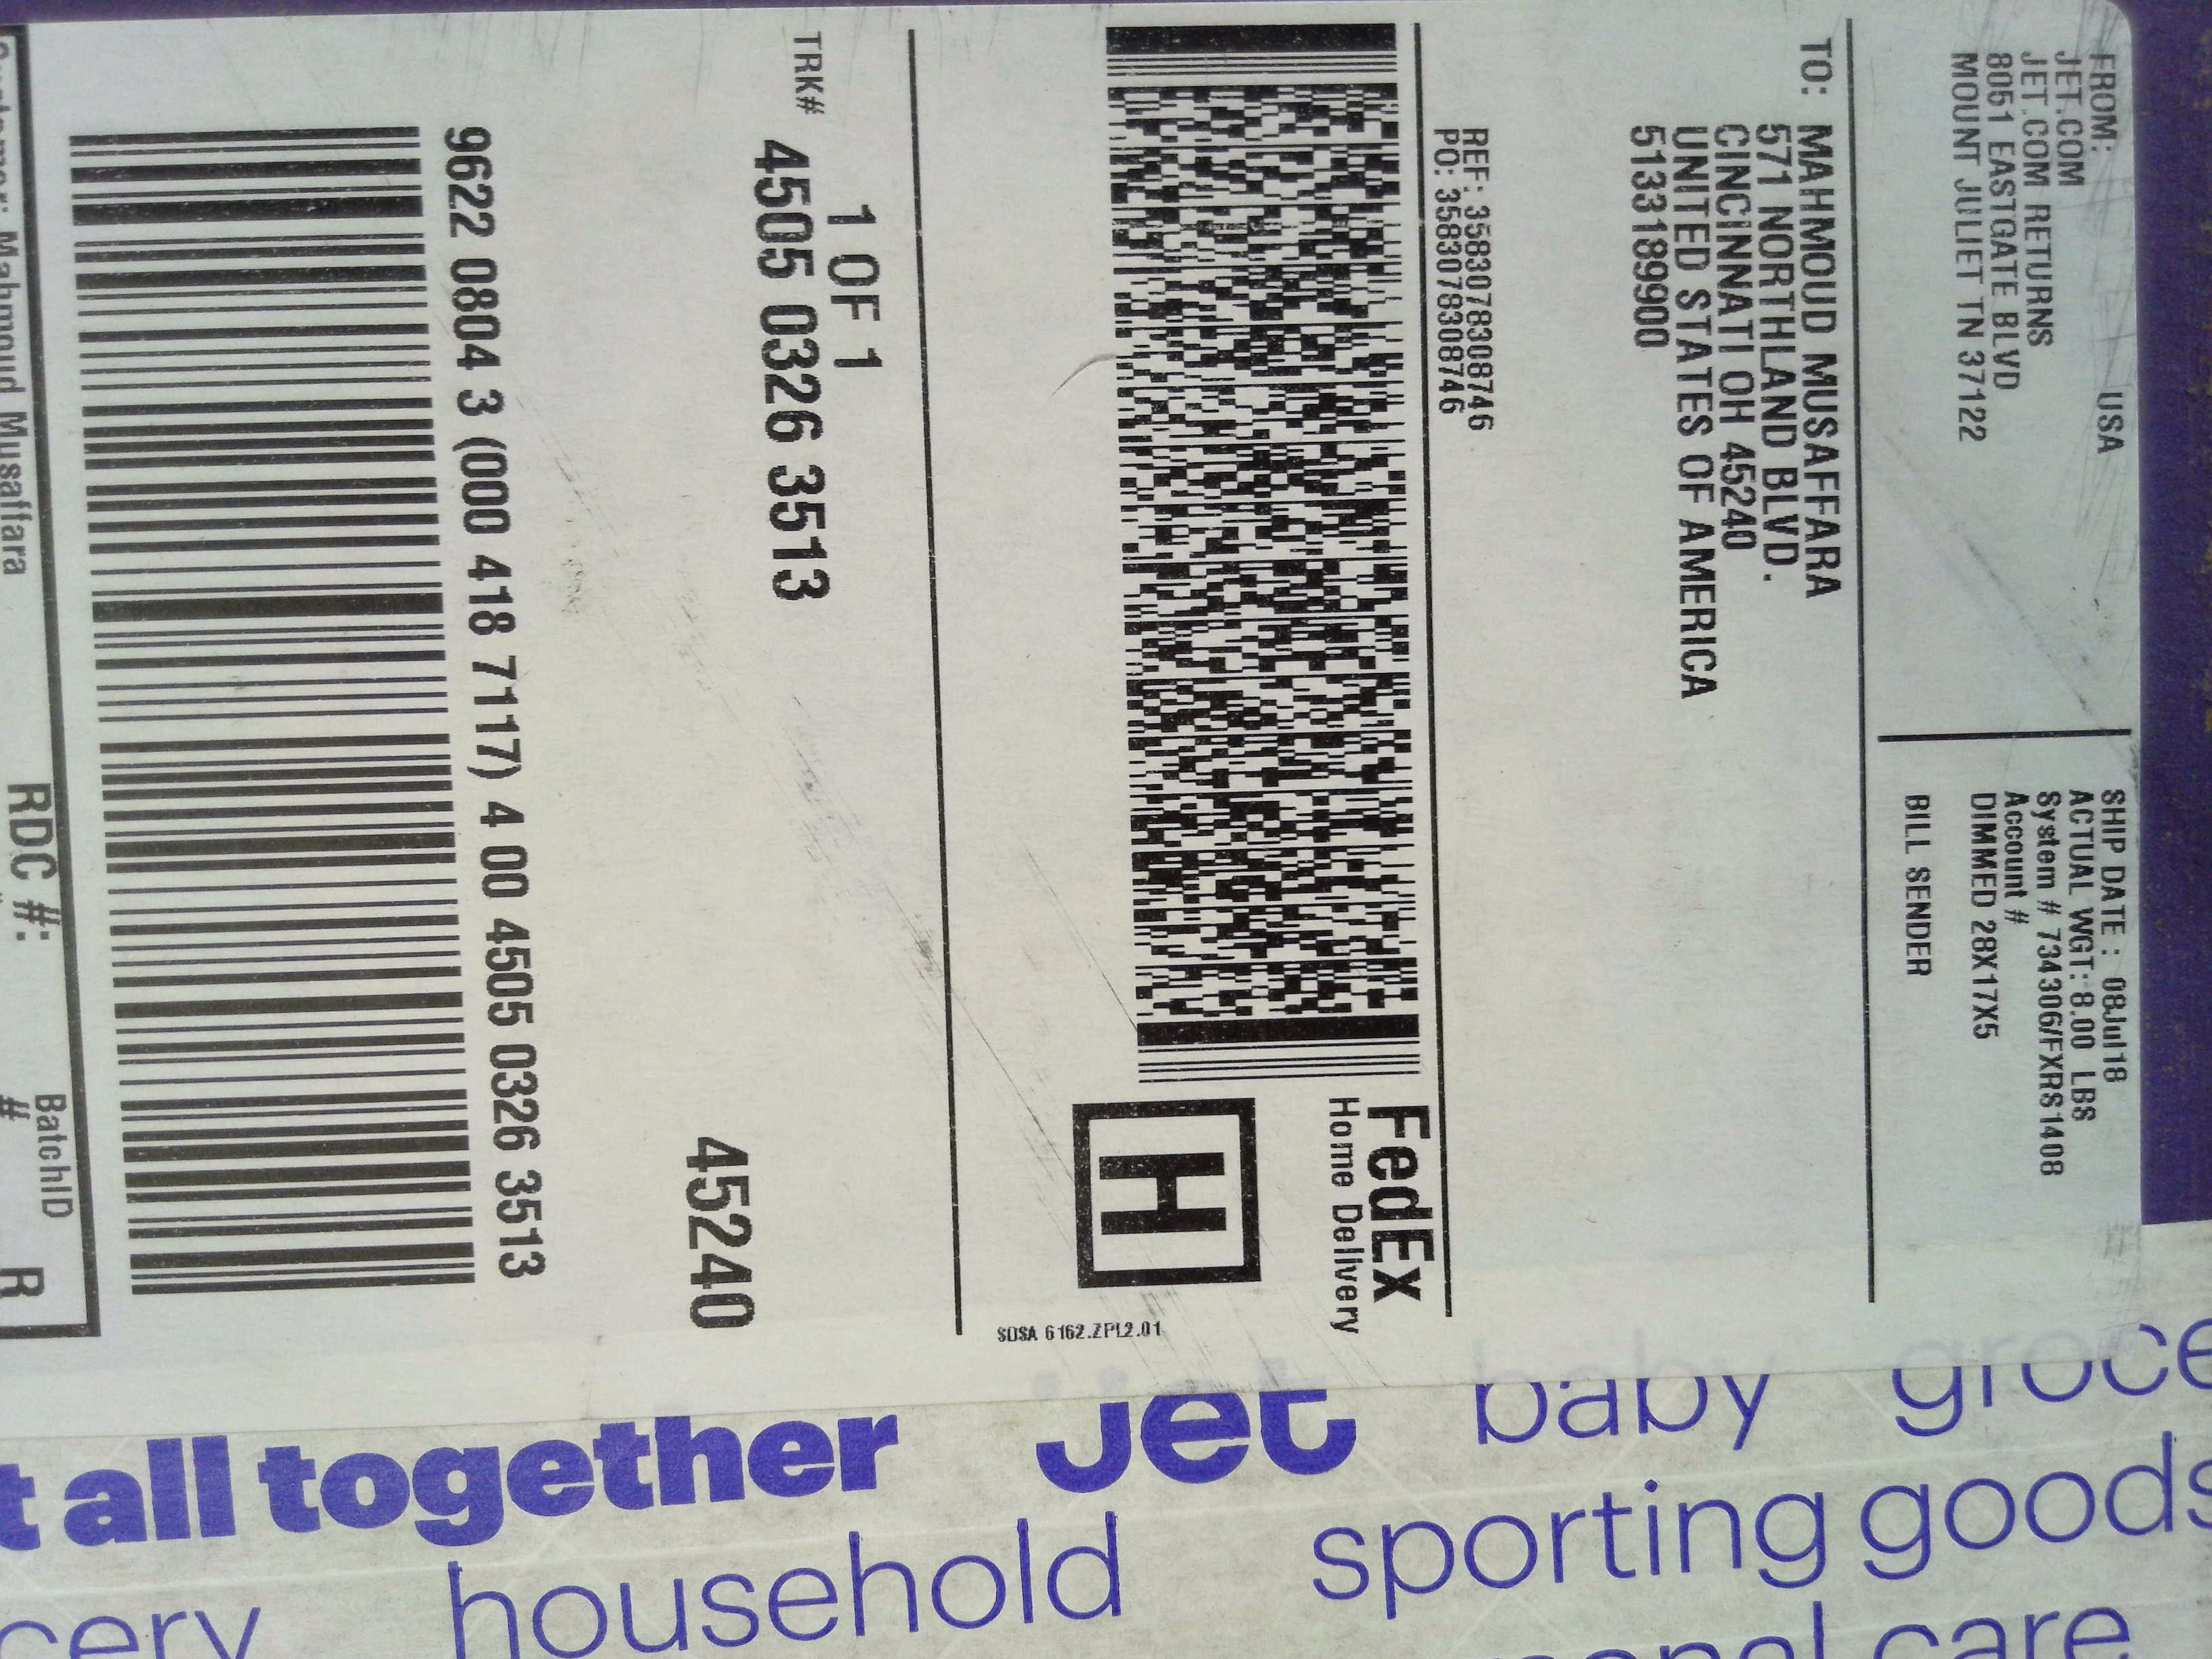 FROM: USA
JET.COM
JET.COM RETURNS
8051 EASTGATE BLVD
MOUNT JULIET TN 37122
SHIP DATE: 08Jul18
ACTUAL WGT: 8.00 LBS
System # 734306/FXRS1408
Account #
DIMMED 28X17X5
BILL SENDER
TO: MAHMOUD MUSAFFARA
571 NORTHLAND BLVD.
CINCINNATI OH 45240
UNITED STATES OF AMERICA
5133189900
REF: 3583078308746
PO: 3583078308746
FedEx
Home Delivery
H
SDSA 6162.ZPL2.01
1 OF 1
TRK# 4505 0326 3513
45240
9622 0804 3 (000 418 7117) 4 00 4505 0326 3513
Mahmoud Musaffara
RDC #:
BatchID
#
R
t all together jet baby groce
household sporting goods
cery care